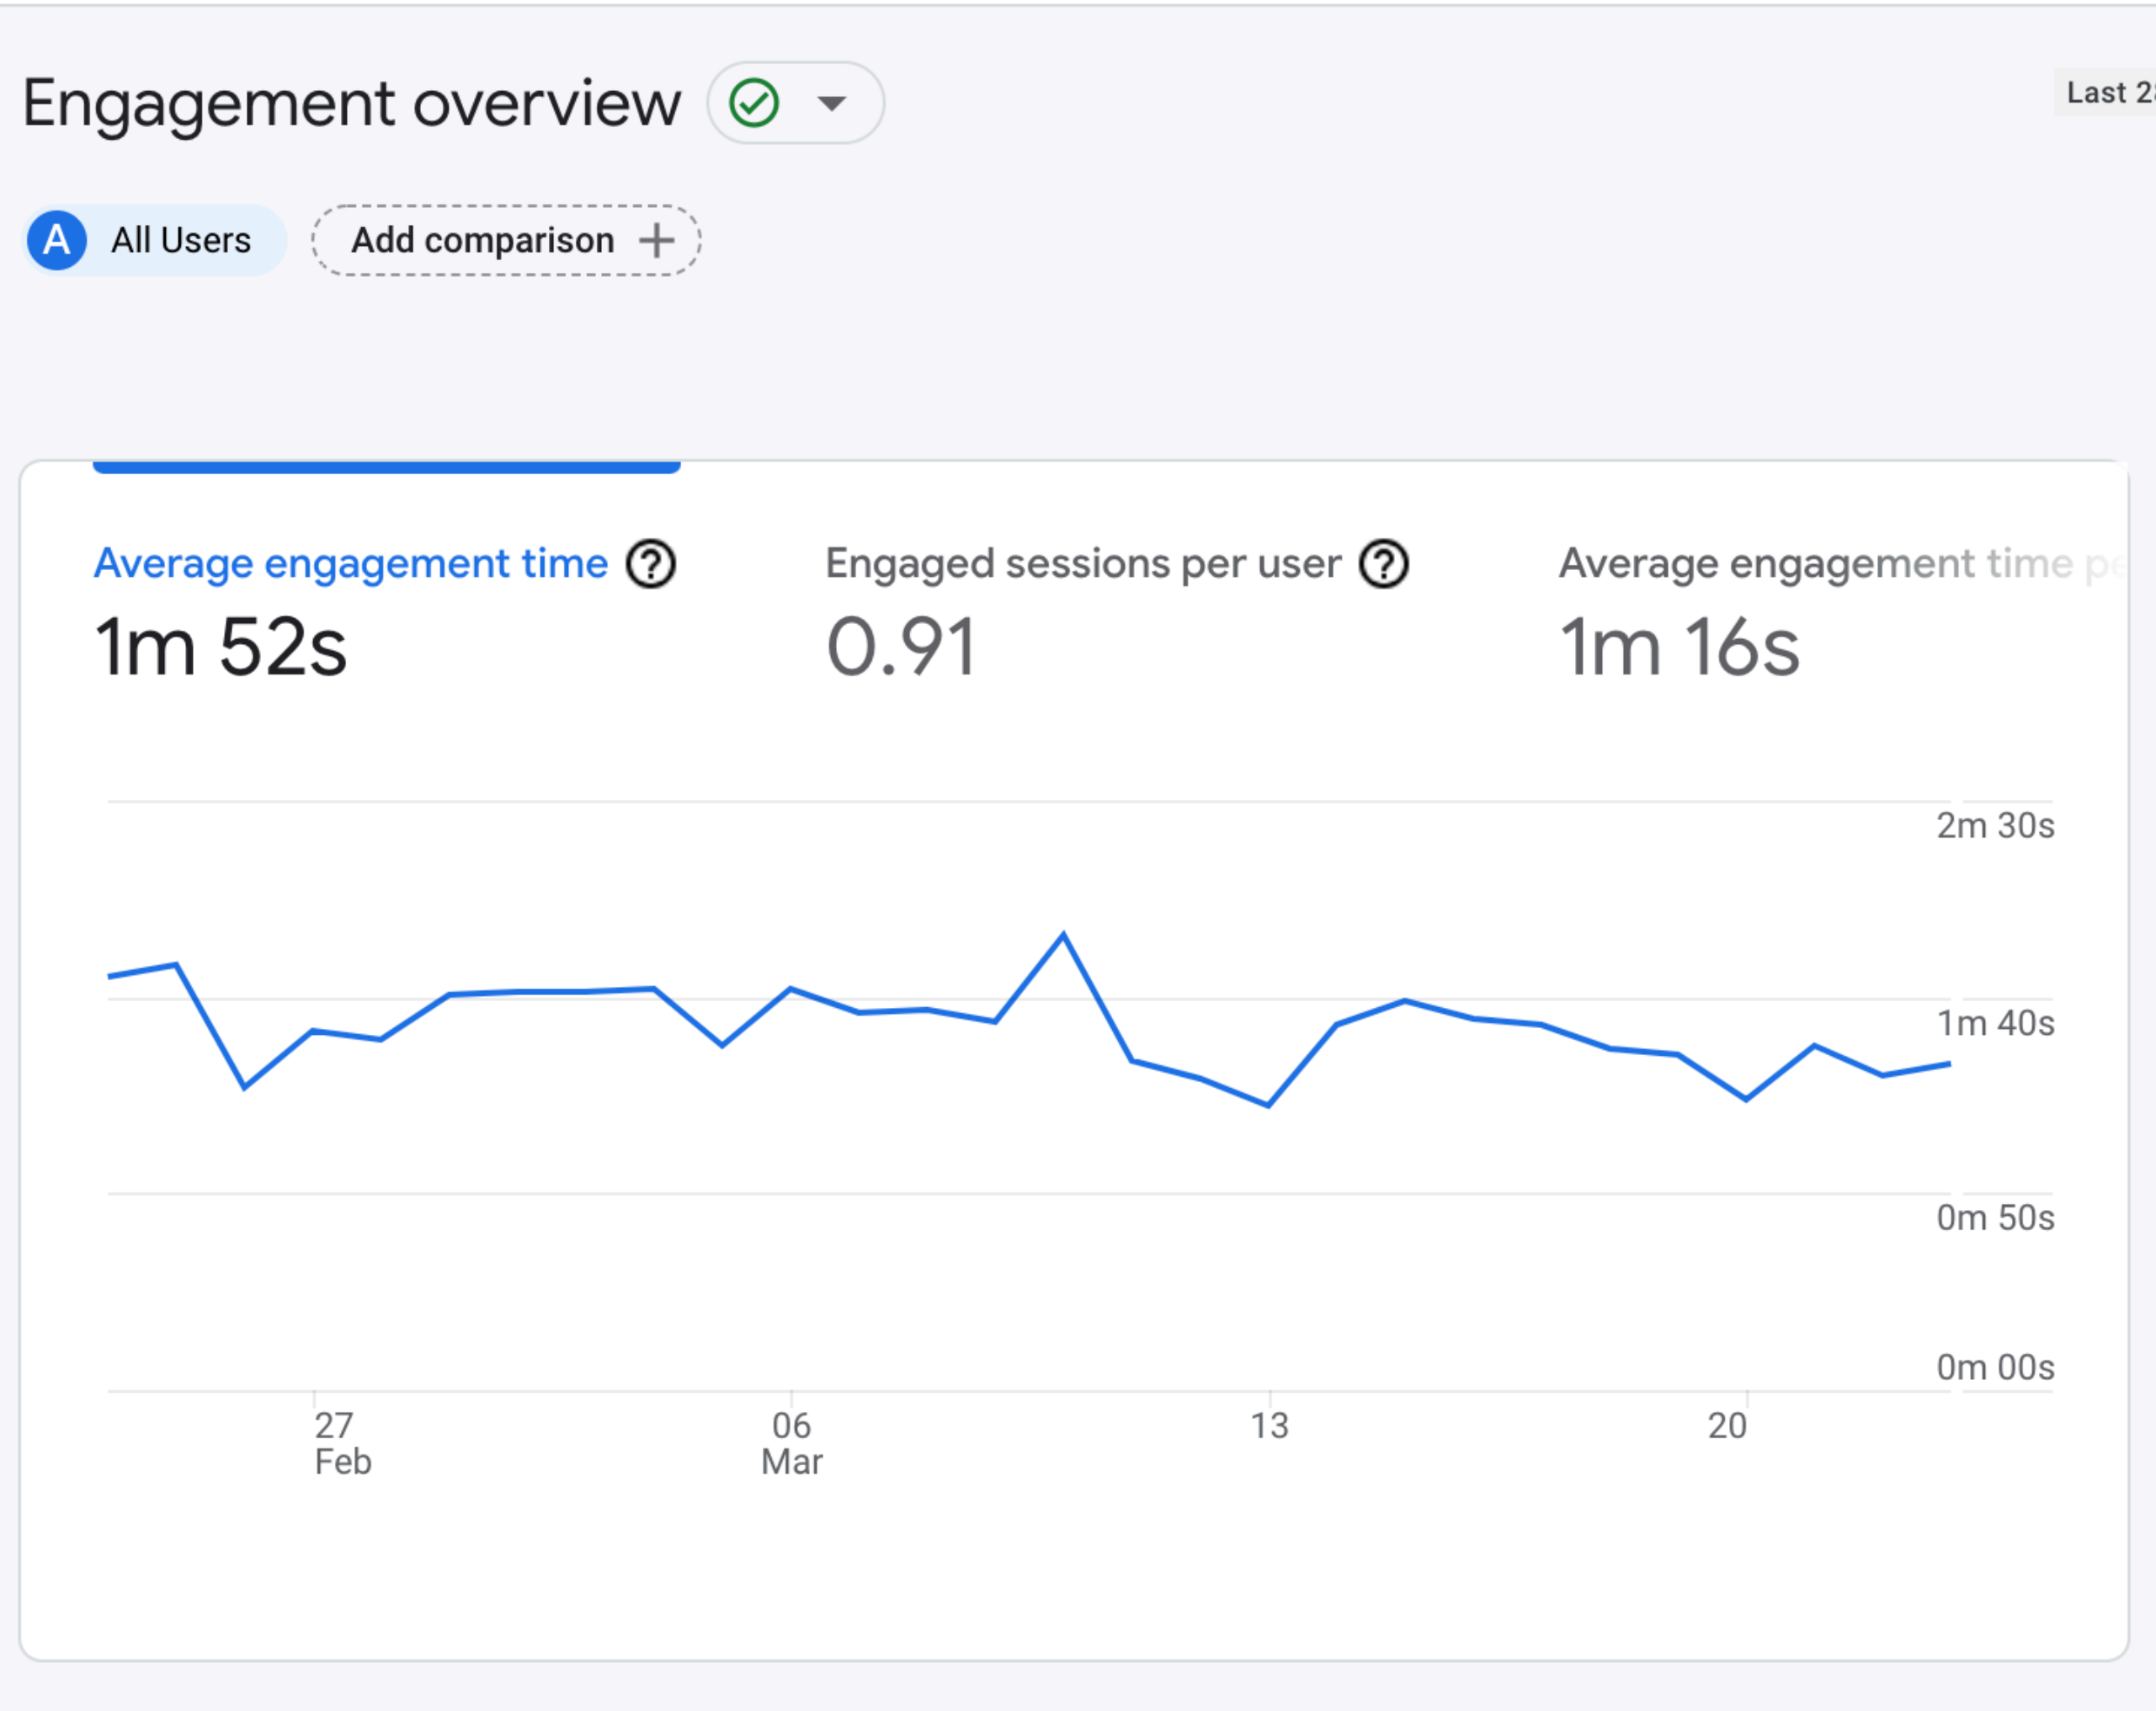 Engagement overview
Last 2
A All Users
Add comparison
Average engagement time
1m 52s
Engaged sessions per user
0.91
Average engagement time
1m 16s
2m 30s
1m 40s
0m 50s
0m 00s
27
Feb
06
Mar
13
20